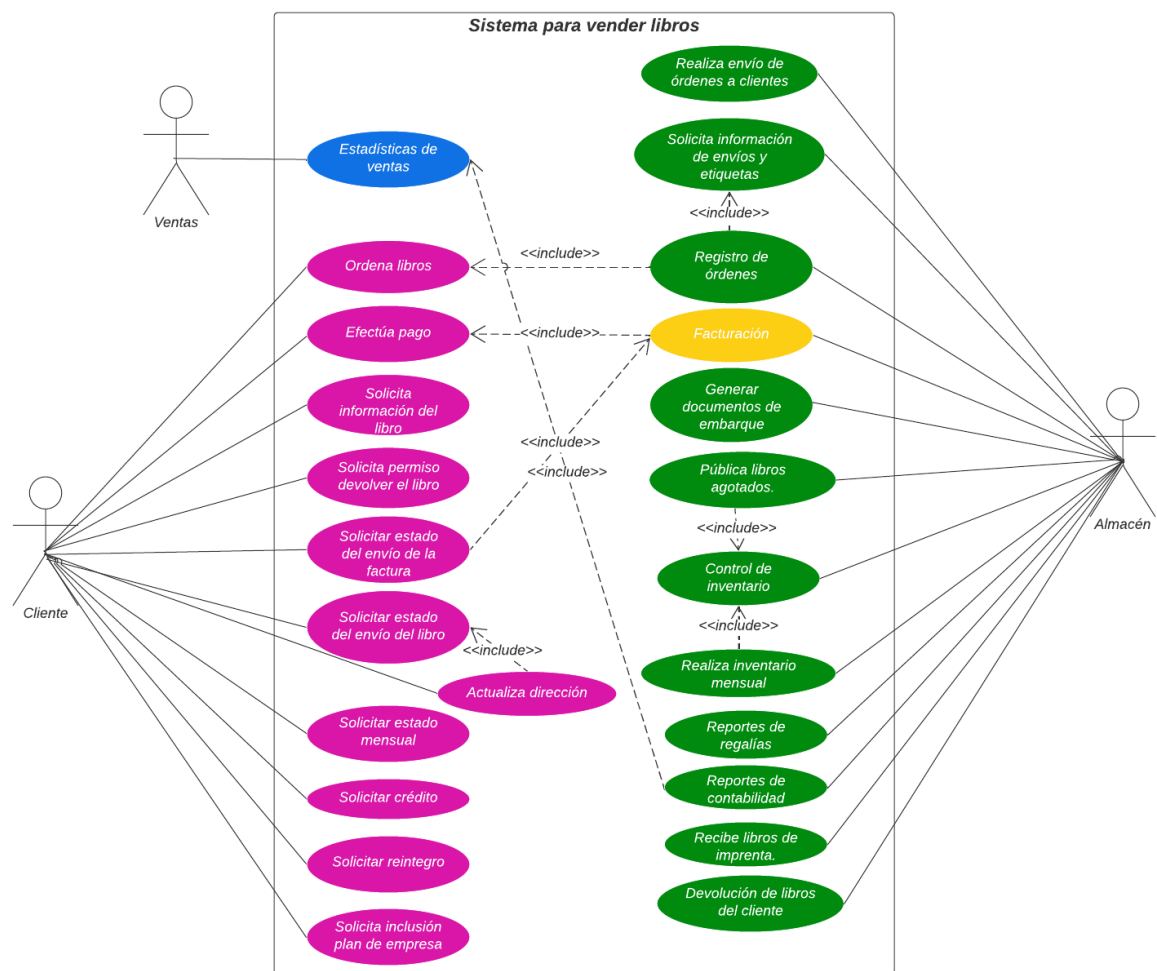 Sistema para vender libros
Realiza envío de
órdenes a clientes
Estadísticas de
ventas
Solicita información
de envíos y
etiquetas
Ventas
<<include>>
Ordena libros
<<include>>
Registro de
órdenes
Efectúa pago
<<include>>
Facturación
Solicita
información del
libro
Generar
documentos de
embarque
<<include>>
<<include>>
Solicita permiso
devolver el libro
Pública libros
agotados.
<<include>>
Almacén
Solicitar estado
del envío de la
factura
Control de
inventario
Cliente
Solicitar estado
del envío del libro
<<include>>
<<include>>
Actualiza dirección
Realiza inventario
mensual
Solicitar estado
mensual
Reportes de
regalías
Solicitar crédito
Reportes de
contabilidad
Solicitar reintegro
Recibe libros de
imprenta.
Solicita inclusión
plan de empresa
Devolución de libros
del cliente